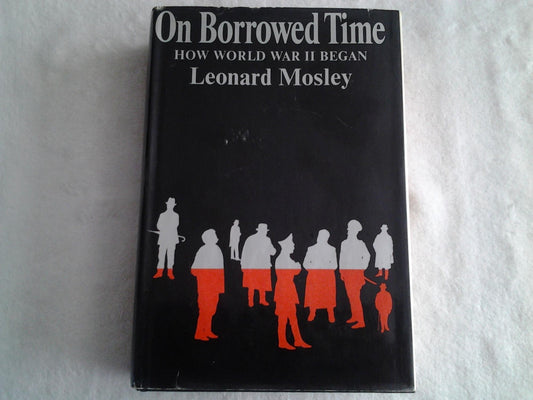 On Borrowed Time
HOW WORLD WAR II BEGAN
Leonard Mosley